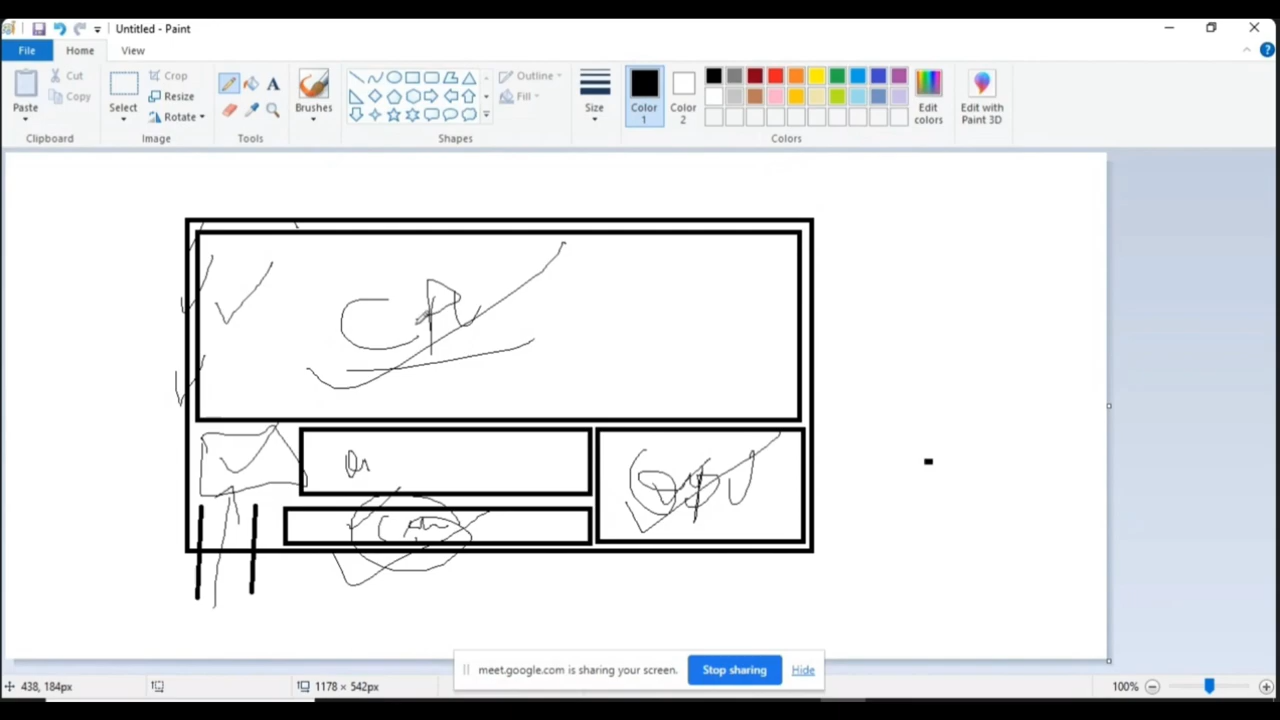 Untitled - Paint
File Home View
Paste Cut Copy Clipboard
Select Crop Resize Rotate Image
A Tools
Brushes
Shapes Outline Fill
Size
Color 1 Color 2 Edit colors Edit with Paint 3D
Colors
meet.google.com is sharing your screen. Stop sharing Hide
438, 184px 1178 × 542px 100%